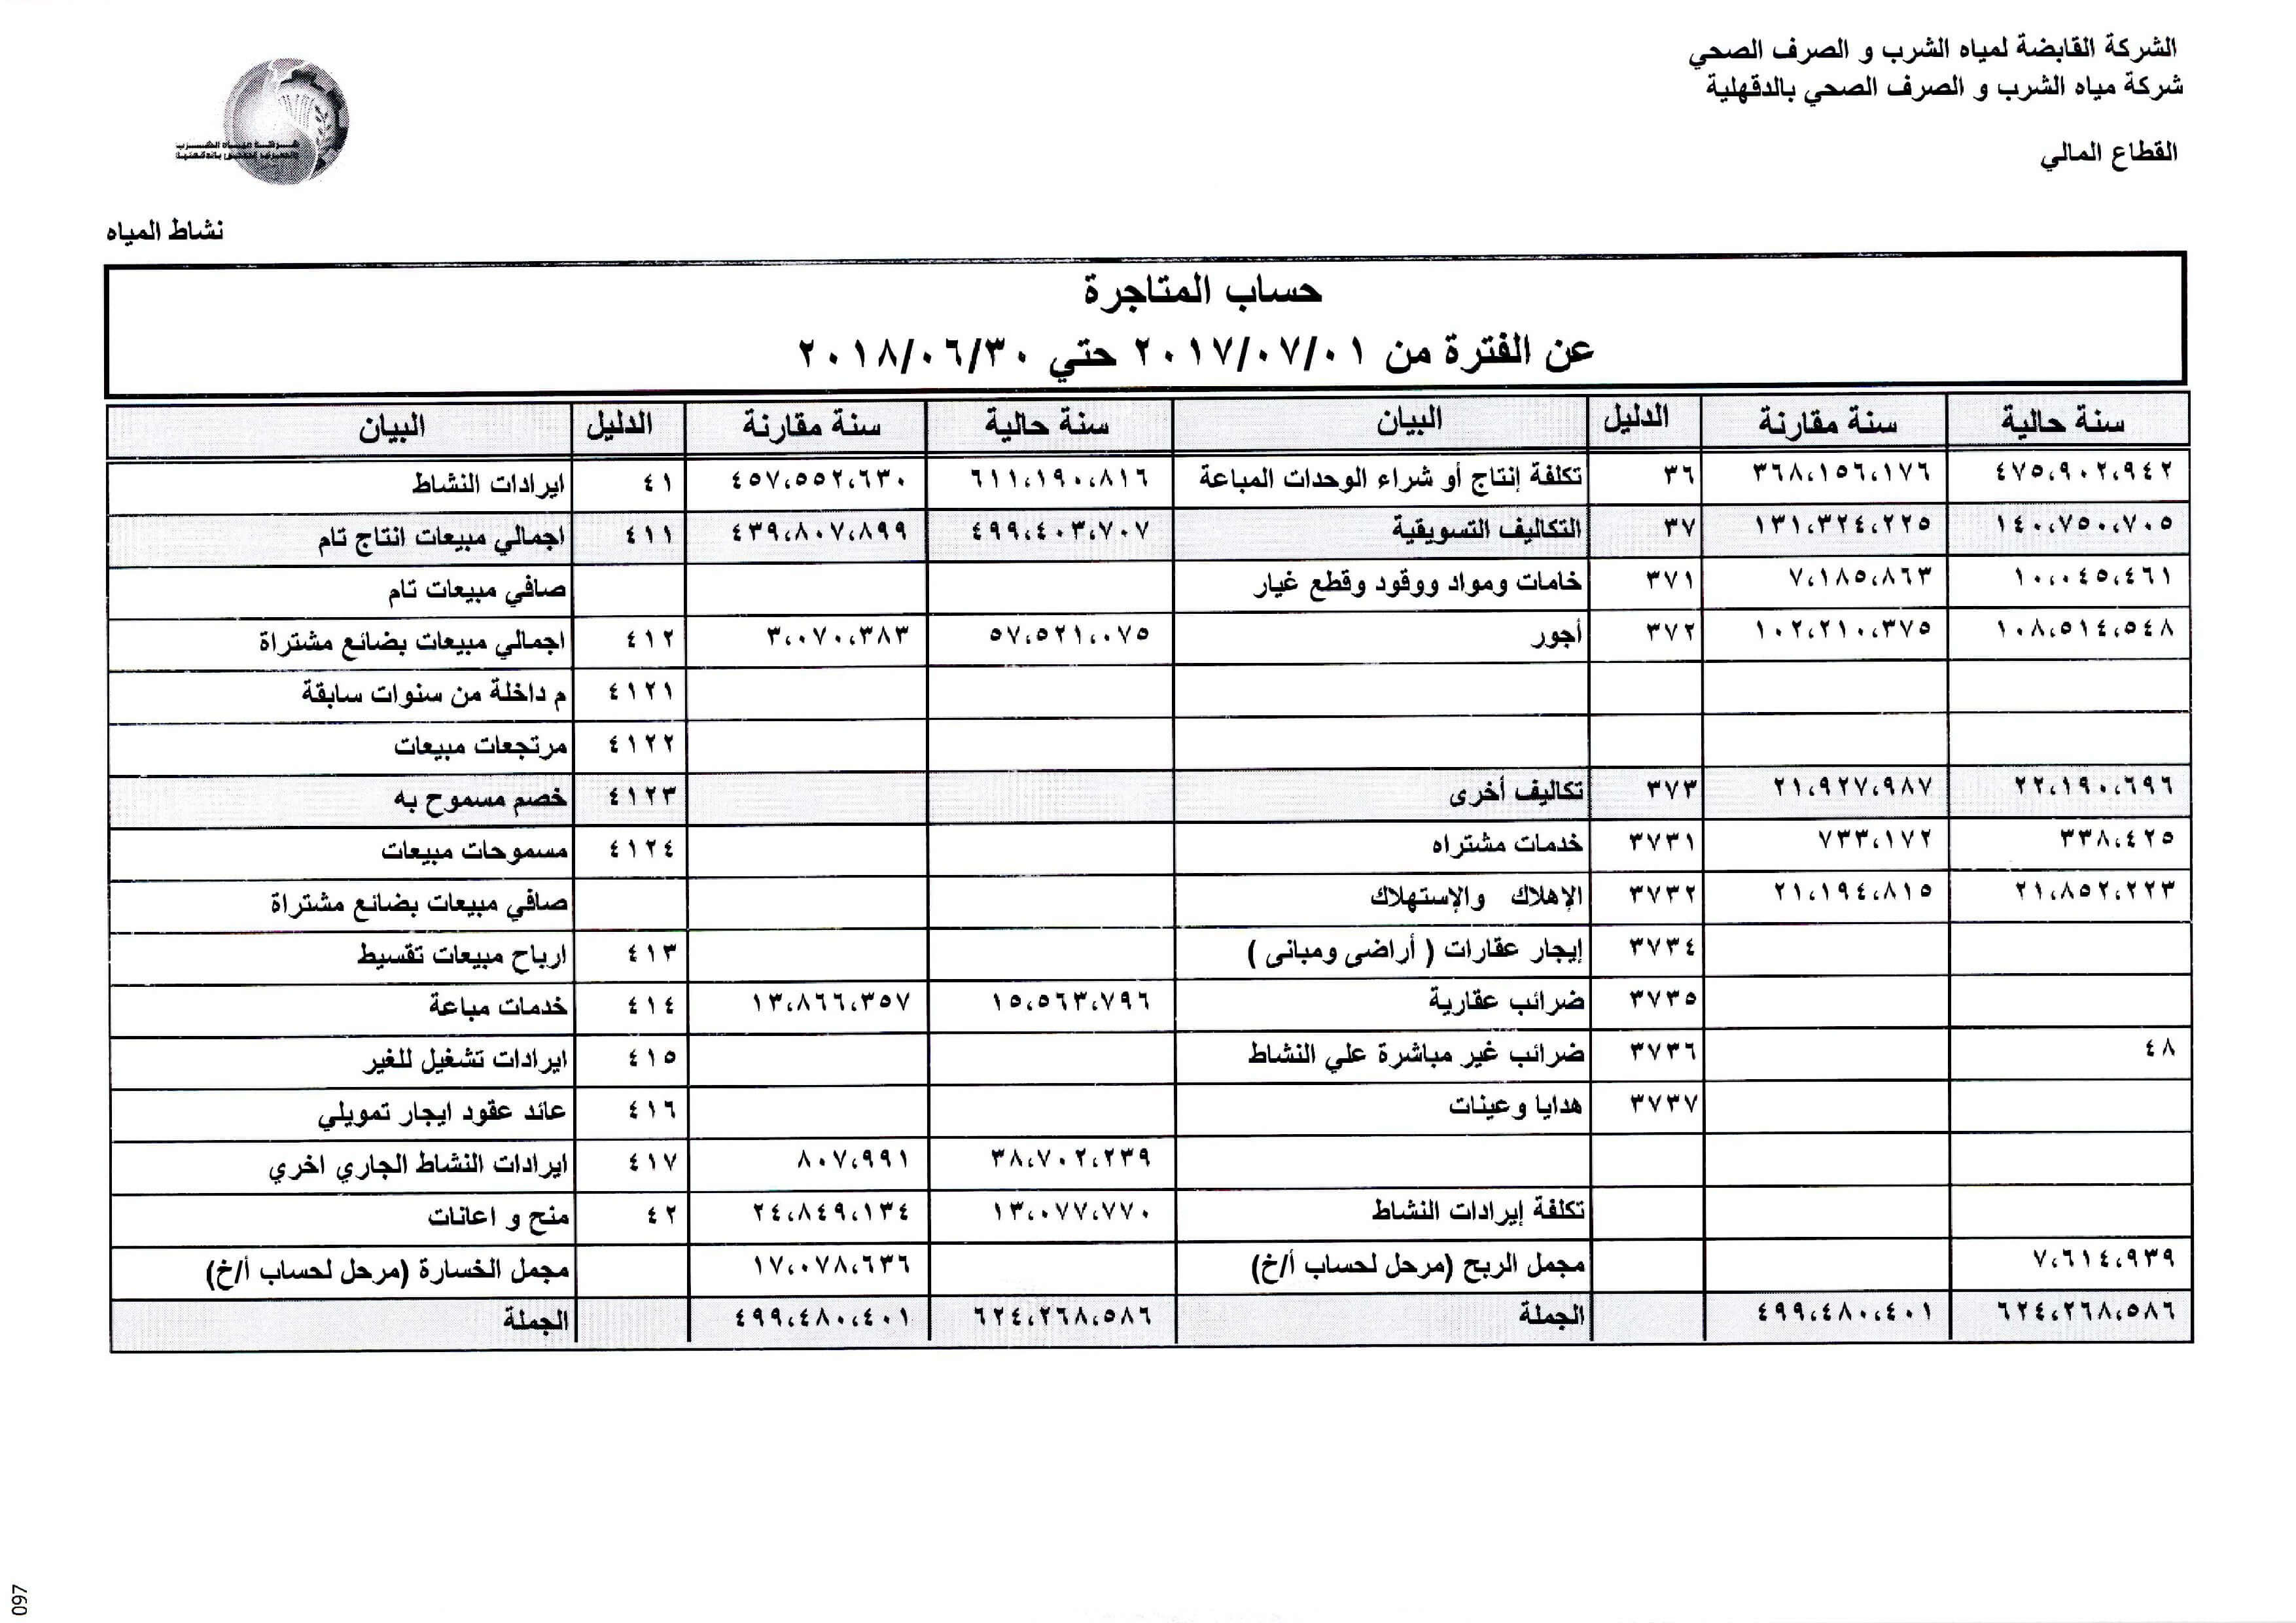 الشركة القابضة لمياه الشرب و الصرف الصحي
شركة مياه الشرب و الصرف الصحي بالدقهلية
القطاع المالي
شركة مياه الشرب
والصرف الصحى بالدقهلية
نشاط المياه
حساب المتاجرة
عن الفترة من ٢٠١٧/٠٧/٠١ حتي ٢٠١٨/٠٦/٣٠
سنة حالية سنة مقارنة الدليل البيان سنة حالية سنة مقارنة الدليل البيان
٤٧٥،٩٠٢،٩٤٢ ٣٦٨،١٥٦،١٧٦ ٣٦ تكلفة إنتاج أو شراء الوحدات المباعة ٦١١،١٩٠،٨١٦ ٤٥٧،٥٥٢،٦٣٠ ٤١ ايرادات النشاط
١٤٠،٧٥٠،٧٠٥ ١٣١،٣٢٤،٢٢٥ ٣٧ التكاليف التسويقية ٤٩٩،٤٠٣،٧٠٧ ٤٣٩،٨٠٧،٨٩٩ ٤١١ اجمالي مبيعات انتاج تام
١٠،٠٤٥،٤٦١ ٧،١٨٥،٨٦٣ ٣٧١ خامات ومواد ووقود وقطع غيار صافي مبيعات تام
١٠٨،٥١٤،٥٤٨ ١٠٢،٢١٠،٣٧٥ ٣٧٢ أجور ٥٧،٥٢١،٠٧٥ ٣،٠٧٠،٣٨٣ ٤١٢ اجمالي مبيعات بضائع مشتراة
٤١٢١ م داخلة من سنوات سابقة
٤١٢٢ مرتجعات مبيعات
٢٢،١٩٠،٦٩٦ ٢١،٩٢٧،٩٨٧ ٣٧٣ تكاليف أخرى ٤١٢٣ خصم مسموح به
٣٣٨،٤٢٥ ٧٣٣،١٧٢ ٣٧٣١ خدمات مشتراه ٤١٢٤ مسموحات مبيعات
٢١،٨٥٢،٢٢٣ ٢١،١٩٤،٨١٥ ٣٧٣٢ الإهلاك والإستهلاك صافي مبيعات بضائع مشتراة
٣٧٣٤ إيجار عقارات ( أراضى ومبانى ) ٤١٣ ارباح مبيعات تقسيط
٣٧٣٥ ضرائب عقارية ١٥،٥٦٣،٧٩٦ ١٣،٨٦٦،٣٥٧ ٤١٤ خدمات مباعة
٤٨ ٣٧٣٦ ضرائب غير مباشرة علي النشاط ٤١٥ ايرادات تشغيل للغير
٣٧٣٧ هدايا وعينات ٤١٦ عائد عقود ايجار تمويلي
٣٨،٧٠٢،٢٣٩ ٨٠٧،٩٩١ ٤١٧ ايرادات النشاط الجاري اخري
تكلفة إيرادات النشاط ١٣،٠٧٧،٧٧٠ ٢٤،٨٤٩،١٣٤ ٤٢ منح و اعانات
٧،٦١٤،٩٣٩ مجمل الربح (مرحل لحساب أ/خ) ١٧،٠٧٨،٦٣٦ مجمل الخسارة (مرحل لحساب أ/خ)
٦٢٤،٢٦٨،٥٨٦ ٤٩٩،٤٨٠،٤٠١ الجملة ٦٢٤،٢٦٨،٥٨٦ ٤٩٩،٤٨٠،٤٠١ الجملة
097